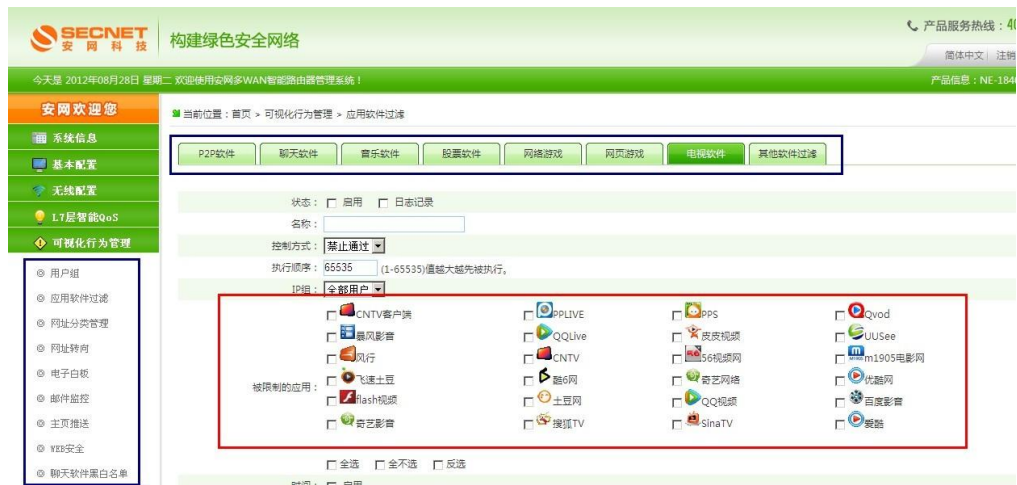 SECNET
安网科技
构建绿色安全网络
产品服务热线：40
简体中文| 注销
今天是 2012年08月28日 星期二 欢迎使用安网多WAN智能路由器管理系统！
产品信息：NE-184
安网欢迎您
系统信息
基本配置
无线配置
L7层智能QoS
可视化行为管理
用户组
应用软件过滤
网址分类管理
网址转向
电子白板
邮件监控
主页推送
WEB安全
聊天软件黑白名单
当前位置：首页 > 可视化行为管理 > 应用软件过滤
P2P软件 聊天软件 音乐软件 股票软件 网络游戏 网页游戏 电视软件 其他软件过滤
状态： 启用 日志记录
名称：
控制方式：禁止通过
执行顺序：65535 (1-65535)值越大越先被执行。
IP组：全部用户
被限制的应用：
CNTV客户端 PPLIVE PPS Qvod
暴风影音 QQLive 皮皮视频 UUSee
风行 CNTV 56视频网 m1905电影网
飞速土豆 酷6网 奇艺网络 优酷网
flash视频 土豆网 QQ视频 百度影音
奇艺影音 搜狐TV SinaTV 爱酷
全选 全不选 反选
时间： 启用